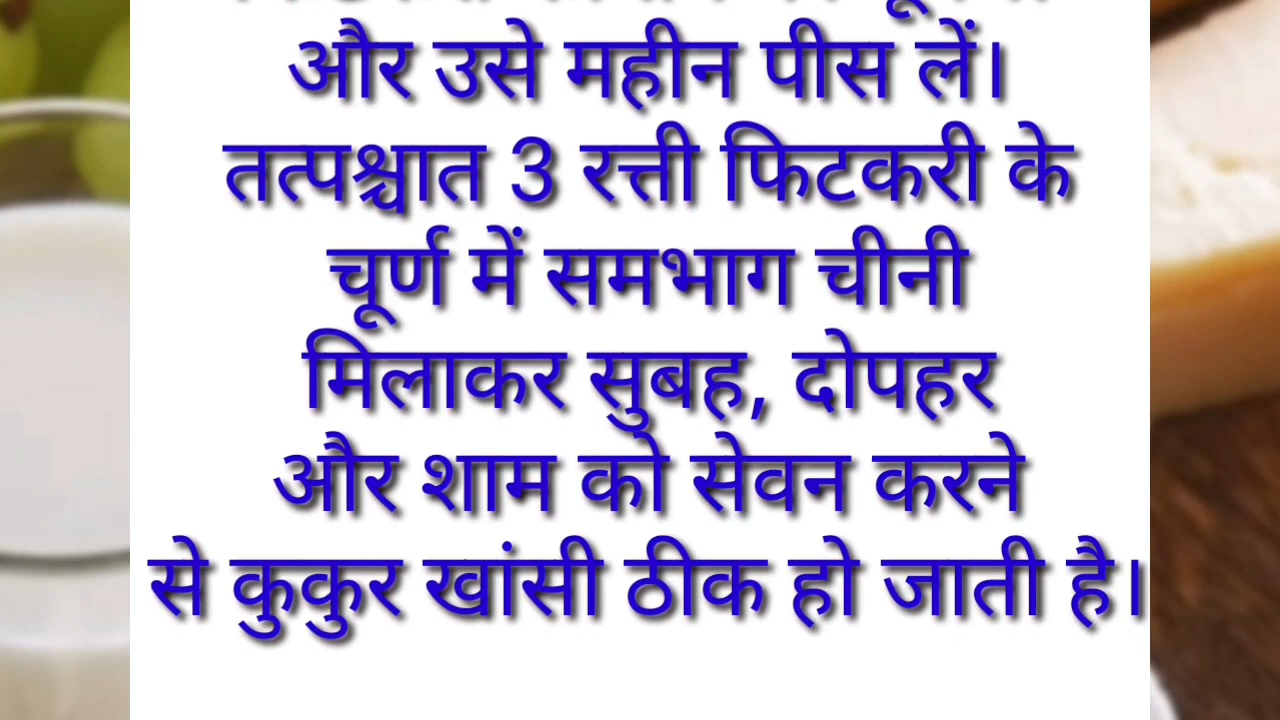 और उसे महीन पीस लें।
तत्पश्चात 3 रत्ती फिटकरी के
चूर्ण में समभाग चीनी
मिलाकर सुबह, दोपहर
और शाम को सेवन करने
से कुकुर खांसी ठीक हो जाती है।